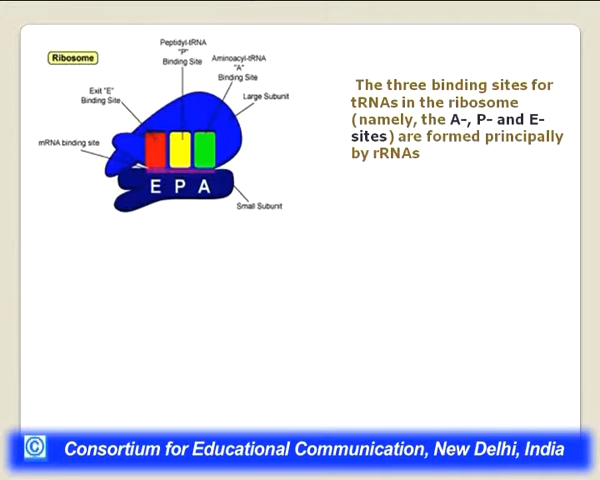 Ribosome
Peptidyl-tRNA
"P"
Binding Site
Aminoacyl-tRNA
"A"
Binding Site
Exit "E"
Binding Site
Large Subunit
mRNA binding site
E P A
Small Subunit
The three binding sites for
tRNAs in the ribosome
(namely, the A-, P- and E-
sites) are formed principally
by rRNAs
© Consortium for Educational Communication, New Delhi, India